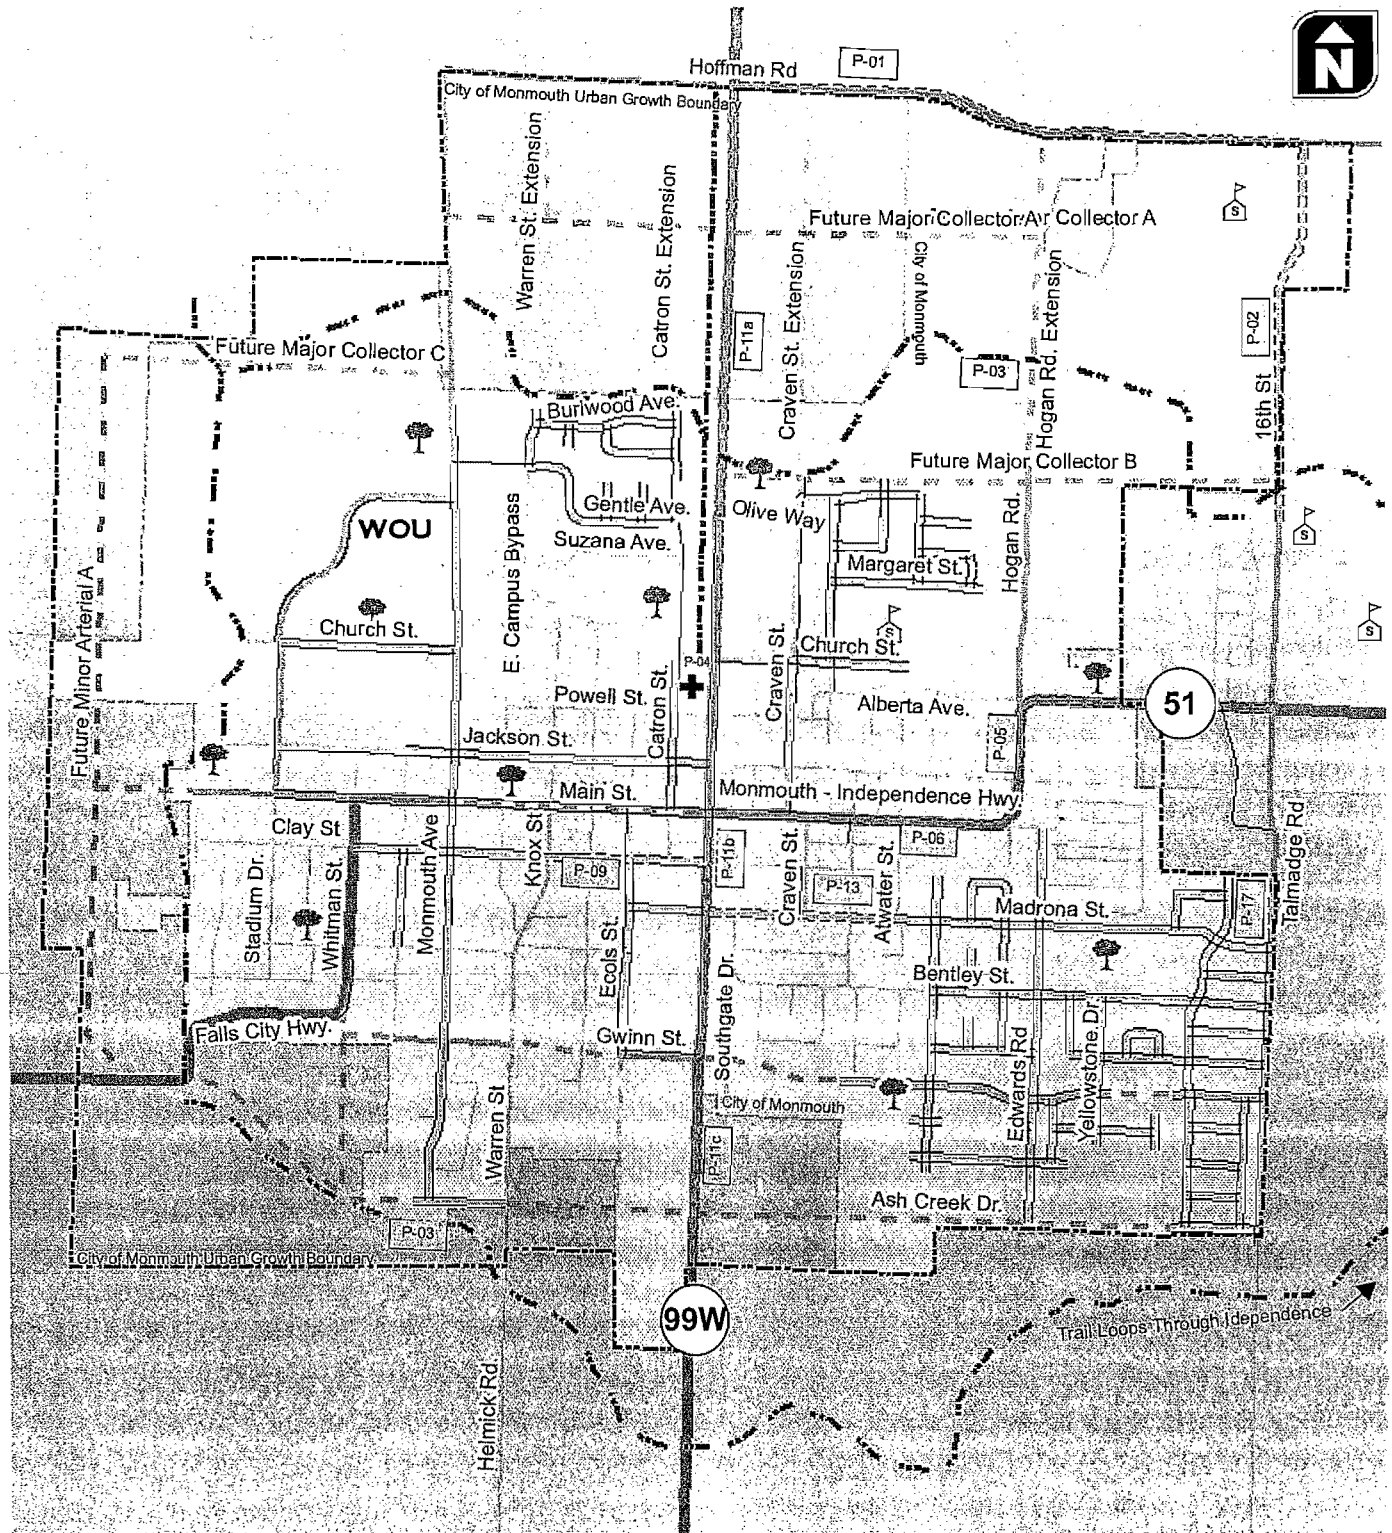 N
Hoffman Rd
P-01
City of Monmouth Urban Growth Boundary
Warren St. Extension
Catron St. Extension
Future Major Collector A
r Collector A
S
City of Monmouth
Craven St. Extension
Hogan Rd. Extension
P-11a
P-02
Future Major Collector C
P-03
16th St
Burlwood Ave.
Future Major Collector B
WOU
E. Campus Bypass
Gentle Ave.
Suzana Ave.
Olive Way
Margaret St.
Hogan Rd.
S
S
S
Future Minor Arterial A
Church St.
Church St.
P-04
Powell St.
Catron St.
Craven St.
Alberta Ave.
51
P-05
Jackson St.
Main St.
Monmouth - Independence Hwy
Clay St
Monmouth Ave
Knox St
P-09
P-11b
Craven St.
P-13
Atwater St.
P-06
Talmadge Rd
P-17
Stadium Dr.
Whitman St.
Madrona St.
Ecols St.
Southgate Dr.
Bentley St.
Falls City Hwy.
Gwinn St.
Edwards Rd
Yellowstone Dr.
City of Monmouth
Warren St
P-11c
Ash Creek Dr.
P-03
City of Monmouth Urban Growth Boundary
99W
Trail Loops Through Idependence
Helmick Rd.